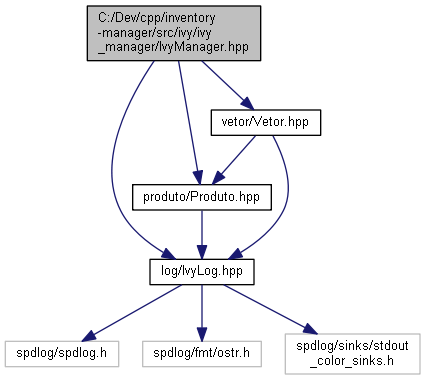 C:/Dev/cpp/inventory
-manager/src/ivy/ivy
_manager/IvyManager.hpp
vetor/Vetor.hpp
produto/Produto.hpp
log/IvyLog.hpp
spdlog/spdlog.h
spdlog/fmt/ostr.h
spdlog/sinks/stdout
_color_sinks.h